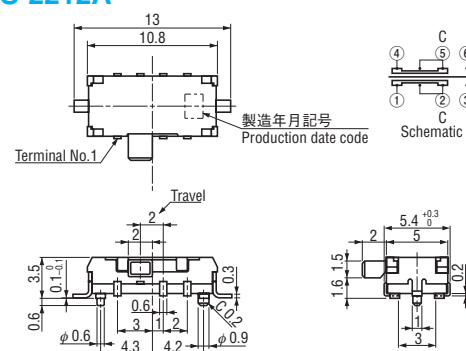 13
10.8
製造年月記号
Production date code
Terminal No.1
C
④ ⑤
① ② ③
C
Schematic
Travel
2
2
3.5
0.1
0.6
0.3
0.6
C0.2
φ0.6
3 1 2
φ0.9
4.3 4.2
5.4 +0.3 0
2 5
1.5
1.6
0.2
1
3